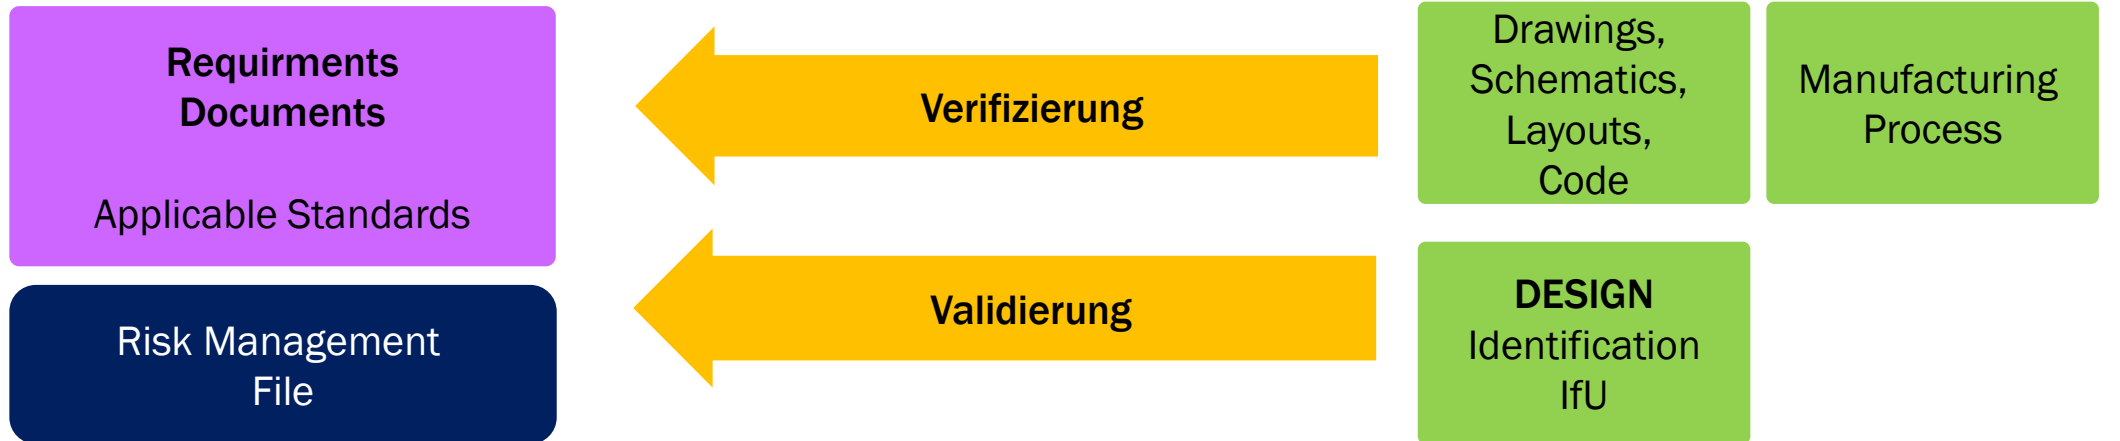 Requirments
Documents
Applicable Standards
Risk Management
File
Verifizierung
Validierung
Drawings,
Schematics,
Layouts,
Code
Manufacturing
Process
DESIGN
Identification
IfU